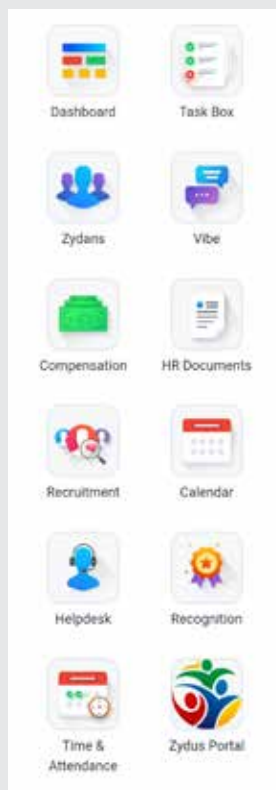 Dashboard
Task Box
Zydans
Vibe
Compensation
HR Documents
Recruitment
Calendar
Helpdesk
Recognition
Time &
Attendance
Zydus Portal